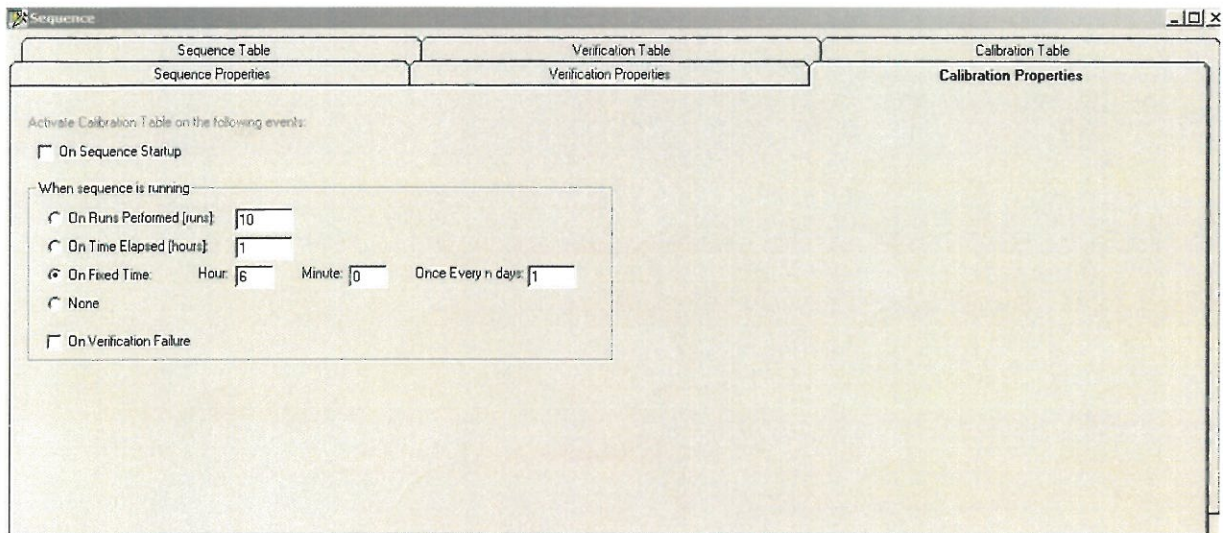 Sequence
Sequence Table Verification Table Calibration Table
Sequence Properties Verification Properties Calibration Properties
Activate Calibration Table on the following events:
On Sequence Startup
When sequence is running
On Runs Performed [runs]: 10
On Time Elapsed [hours]: 1
On Fixed Time: Hour: 6 Minute: 0 Once Every n days: 1
None
On Verification Failure